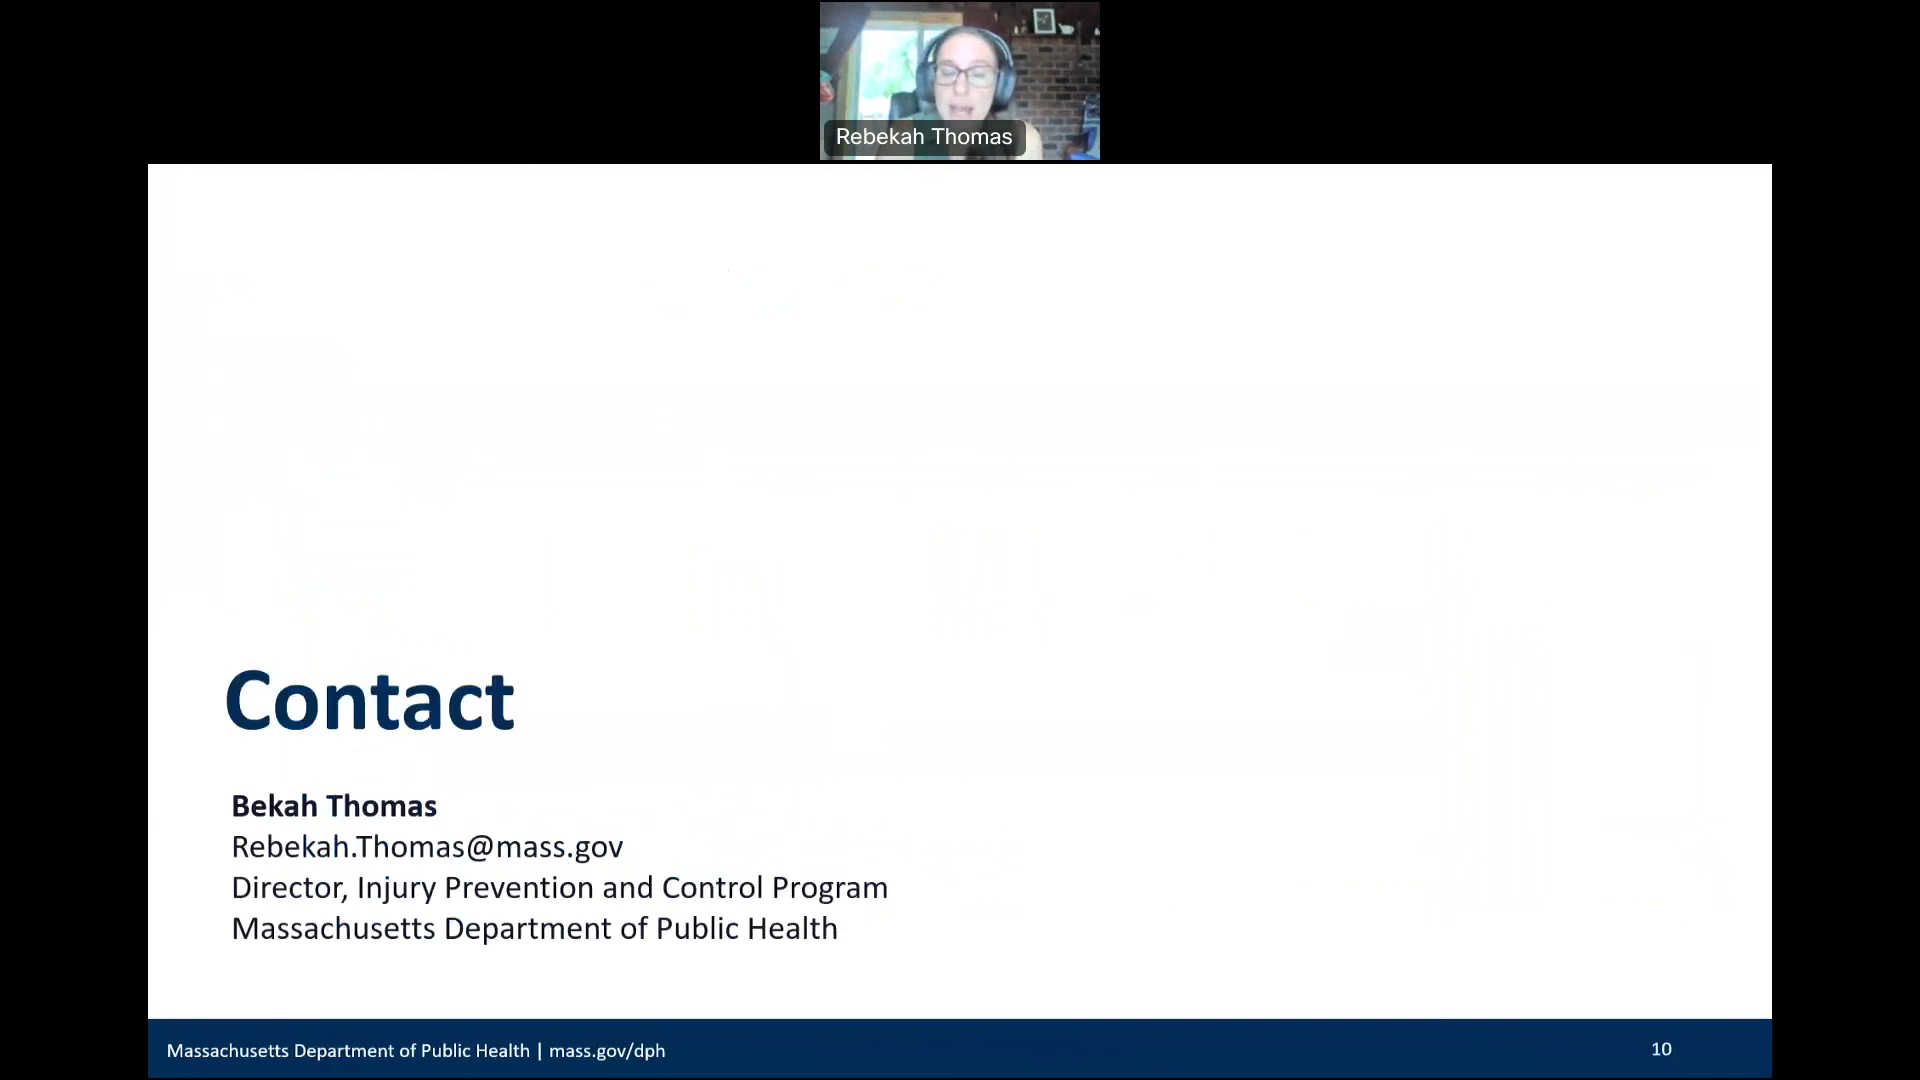 Rebekah Thomas
Contact
Bekah Thomas
Rebekah.Thomas@mass.gov
Director, Injury Prevention and Control Program
Massachusetts Department of Public Health
Massachusetts Department of Public Health | mass.gov/dph
10